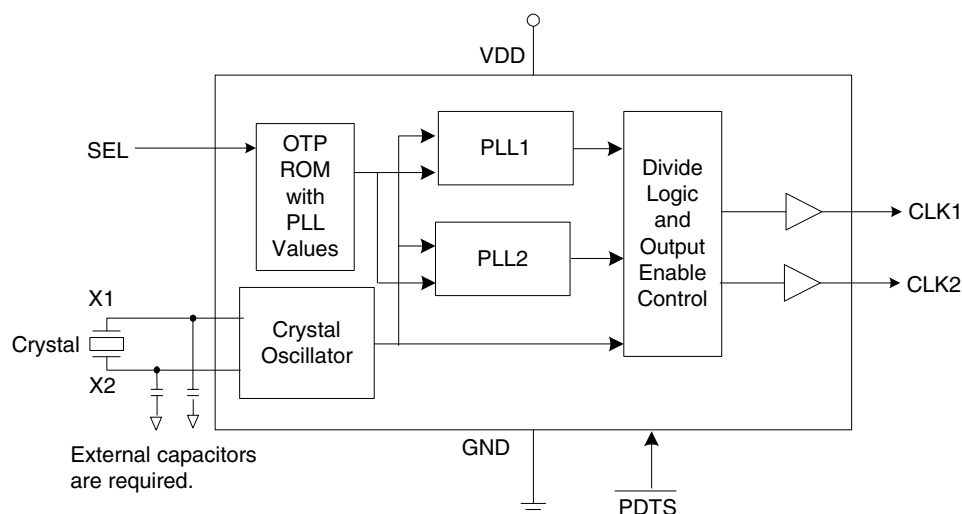 VDD
SEL
OTP
ROM
with
PLL
Values
PLL1
PLL2
Divide
Logic
and
Output
Enable
Control
CLK1
CLK2
X1
Crystal
X2
Crystal
Oscillator
External capacitors
are required.
GND
PDTS